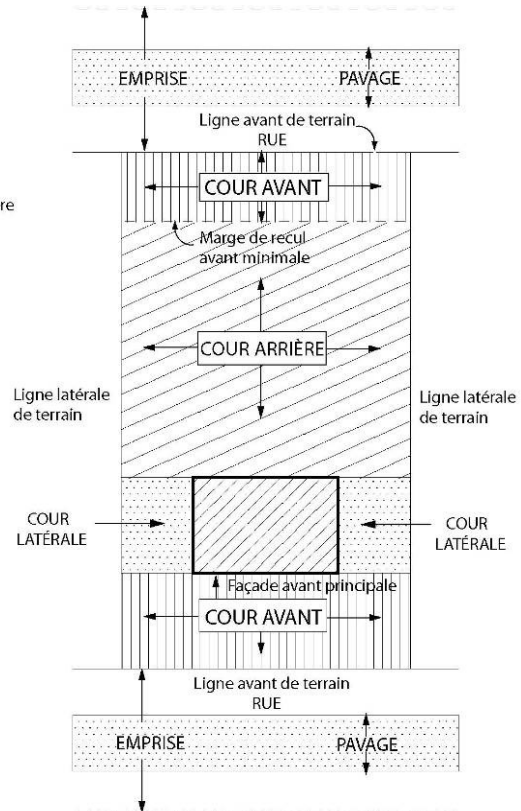 EMPRISE
PAVAGE
Ligne avant de terrain
RUE
COUR AVANT
re
Marge de recul
avant minimale
COUR ARRIÈRE
Ligne latérale
de terrain
Ligne latérale
de terrain
COUR
LATÉRALE
COUR
LATÉRALE
Façade avant principale
COUR AVANT
Ligne avant de terrain
RUE
EMPRISE
PAVAGE